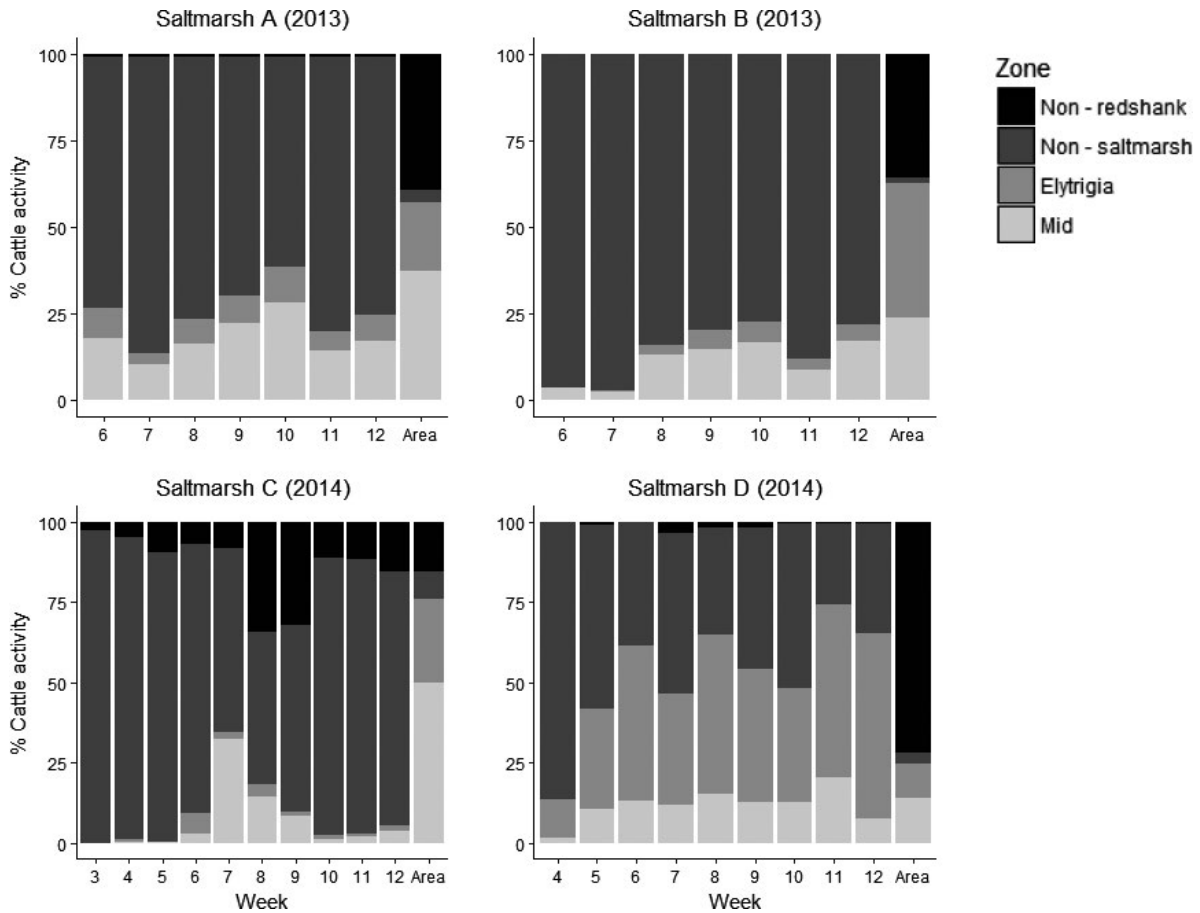 Saltmarsh A (2013)
Saltmarsh B (2013)
Zone
Non - redshank
Non - saltmarsh
Elytrigia
Mid
% Cattle activity
100
75
50
25
0
6 7 8 9 10 11 12 Area
100
75
50
25
0
6 7 8 9 10 11 12 Area
Saltmarsh C (2014)
Saltmarsh D (2014)
% Cattle activity
100
75
50
25
0
3 4 5 6 7 8 9 10 11 12 Area
Week
100
75
50
25
0
4 5 6 7 8 9 10 11 12 Area
Week